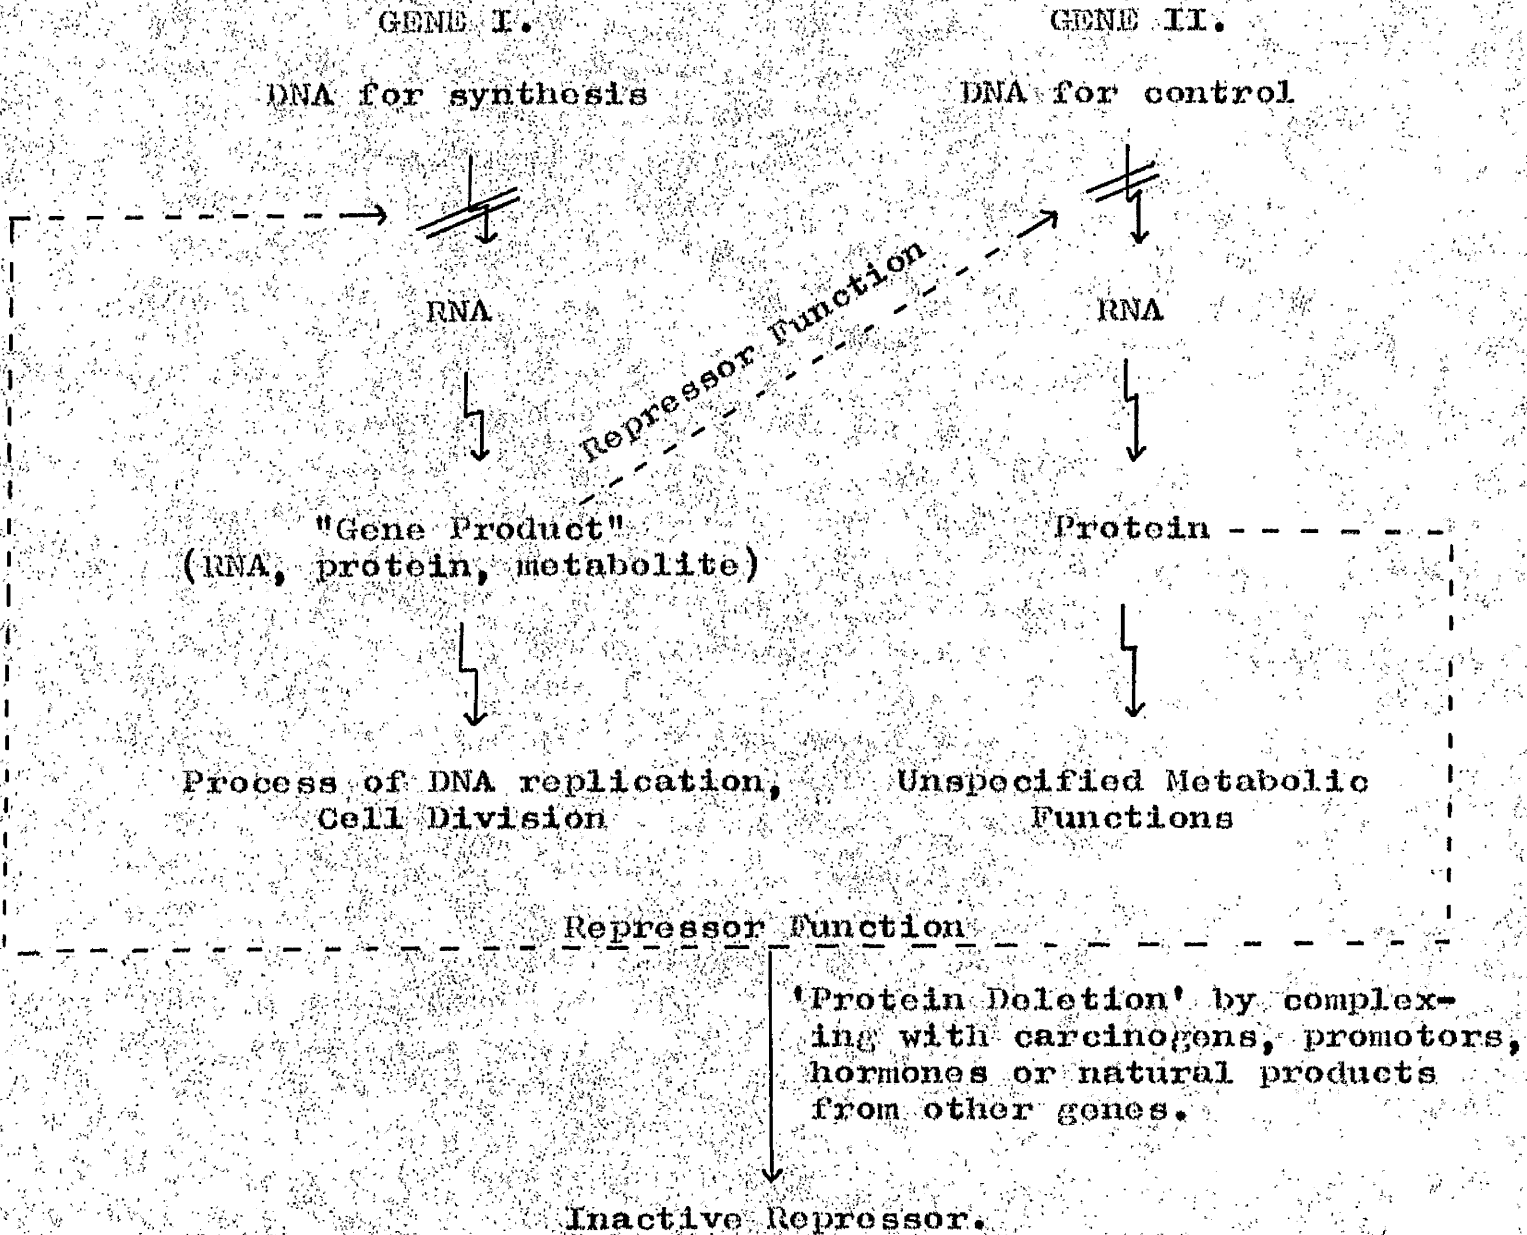 GENE I.
DNA for synthesis
RNA
"Gene Product"
(RNA, protein, metabolite)
Process of DNA replication,
Cell Division
Repressor Function
GENE II.
DNA for control
RNA
Protein
Unspecified Metabolic
Functions
Repressor Function
'Protein Deletion' by complex-
ing with carcinogens, promotors,
hormones or natural products
from other genes.
Inactive Repressor.